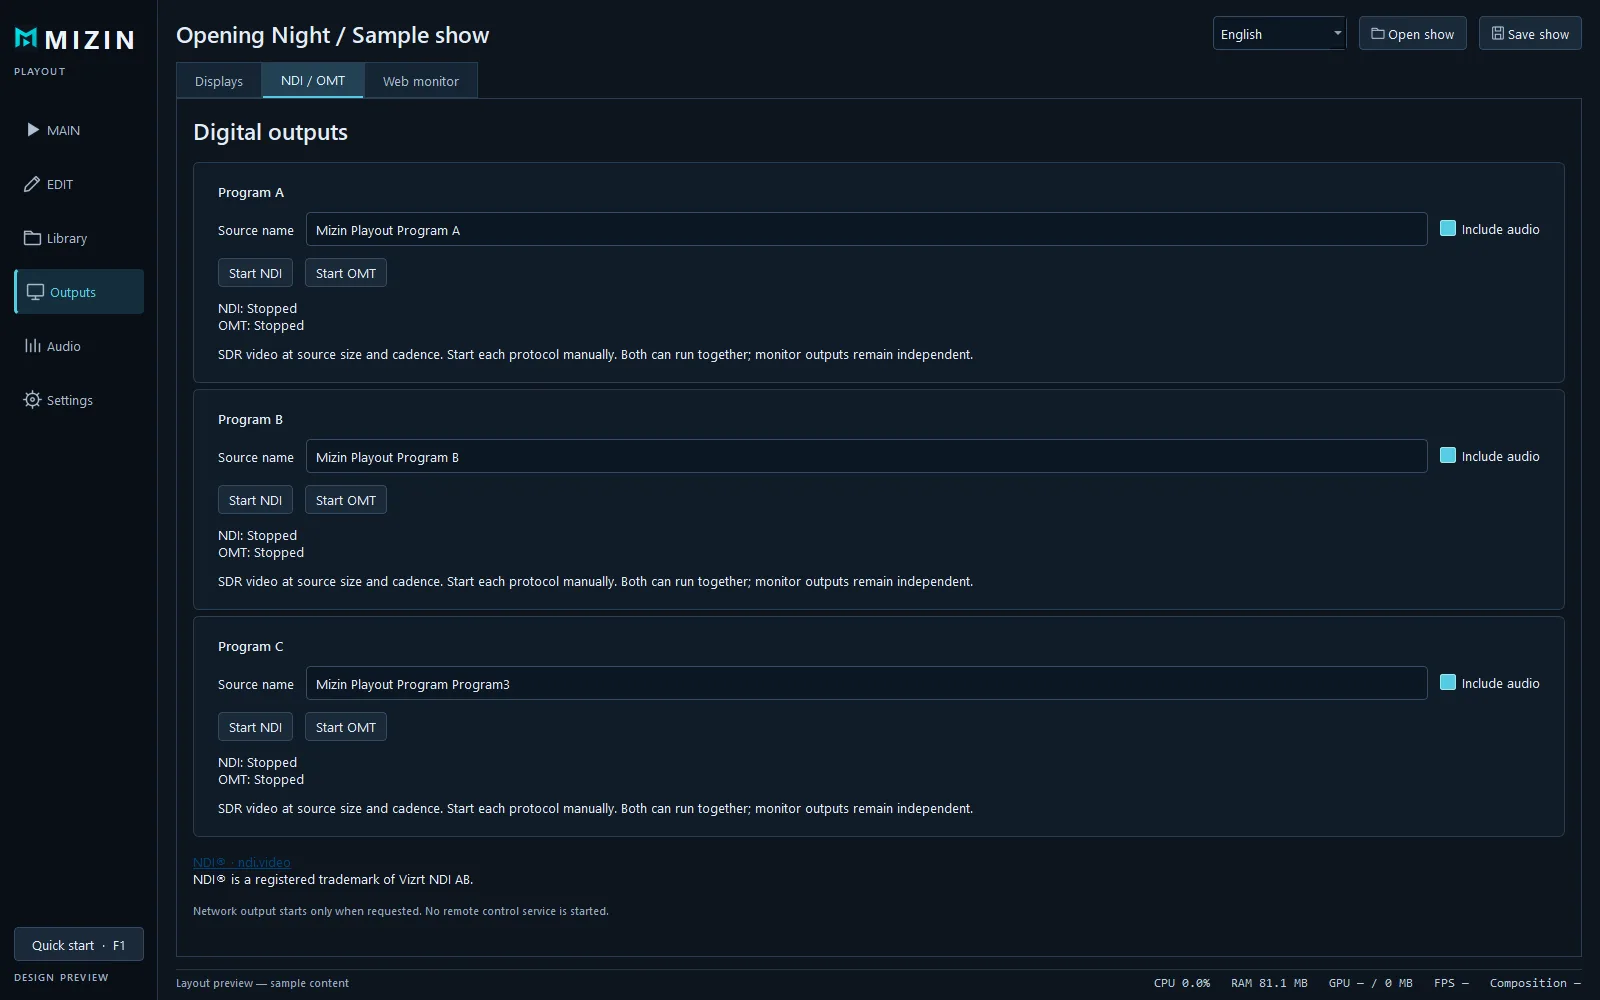 MIZIN
PLAYOUT
MAIN
EDIT
Library
Outputs
Audio
Settings
Quick start · F1
DESIGN PREVIEW
Opening Night / Sample show
English
Open show
Save show
Displays
NDI / OMT
Web monitor
Digital outputs
Program A
Source name
Mizin Playout Program A
Include audio
Start NDI
Start OMT
NDI: Stopped
OMT: Stopped
SDR video at source size and cadence. Start each protocol manually. Both can run together; monitor outputs remain independent.
Program B
Source name
Mizin Playout Program B
Include audio
Start NDI
Start OMT
NDI: Stopped
OMT: Stopped
SDR video at source size and cadence. Start each protocol manually. Both can run together; monitor outputs remain independent.
Program C
Source name
Mizin Playout Program Program3
Include audio
Start NDI
Start OMT
NDI: Stopped
OMT: Stopped
SDR video at source size and cadence. Start each protocol manually. Both can run together; monitor outputs remain independent.
NDI® · ndi.video
NDI® is a registered trademark of Vizrt NDI AB.
Network output starts only when requested. No remote control service is started.
Layout preview — sample content
CPU 0.0%
RAM 81.1 MB
GPU — / 0 MB
FPS —
Composition —